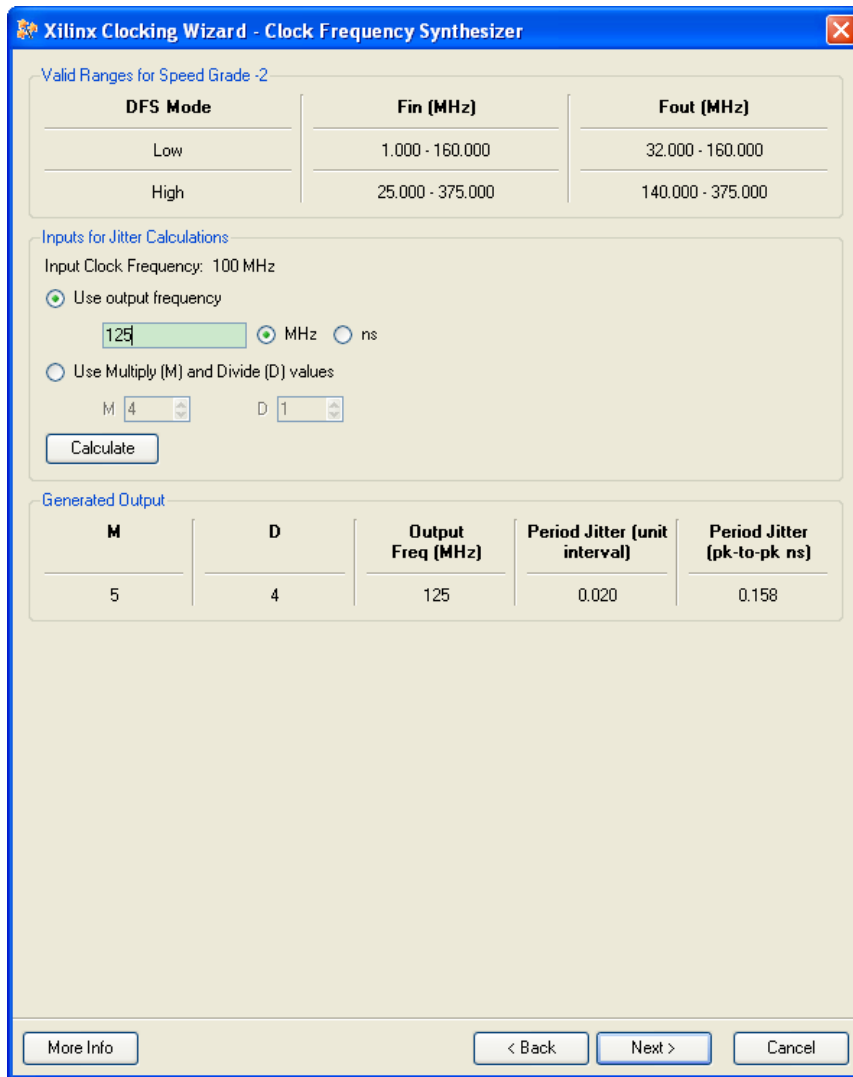 Xilinx Clocking Wizard - Clock Frequency Synthesizer
Valid Ranges for Speed Grade -2
DFS Mode Fin (MHz) Fout (MHz)
Low 1.000 - 160.000 32.000 - 160.000
High 25.000 - 375.000 140.000 - 375.000
Inputs for Jitter Calculations
Input Clock Frequency: 100 MHz
Use output frequency
125 MHz ns
Use Multiply (M) and Divide (D) values
M 4 D 1
Calculate
Generated Output
M D Output Freq (MHz) Period Jitter (unit interval) Period Jitter (pk-to-pk ns)
5 4 125 0.020 0.158
More Info < Back Next > Cancel